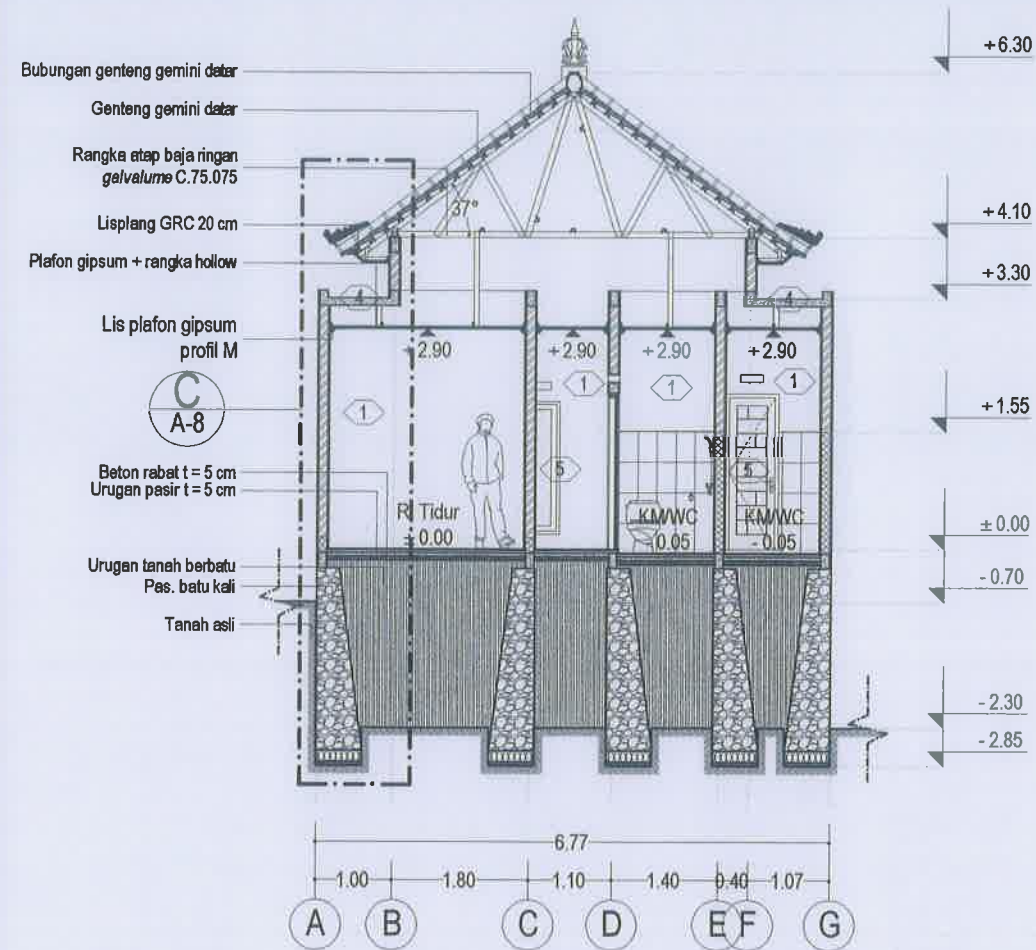 Bubungan genteng gemini datar
Genteng gemini datar
Rangka atap baja ringan
galvalume C.75.075
Lisplang GRC 20 cm
Plafon gipsum + rangka hollow
Lis plafon gipsum
profil M
C
A-8
Beton rabat t = 5 cm
Urugan pasir t = 5 cm
Urugan tanah berbatu
Pas. batu kali
Tanah asli
37°
4
4
+2.90
+2.90
+2.90
+2.90
1
1
1
1
5
5
R. Tidur
± 0.00
KM/WC
0.05
KM/WC
- 0.05
+6.30
+4.10
+3.30
+1.55
± 0.00
- 0.70
- 2.30
- 2.85
6.77
1.00
1.80
1.10
1.40
0.40
1.07
A
B
C
D
E
F
G